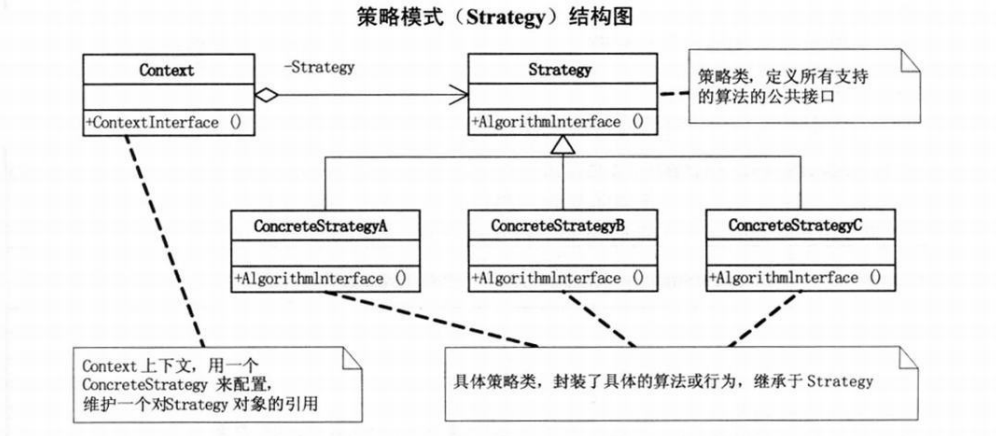 策略模式（Strategy）结构图
Context
-Strategy
Strategy
+ContextInterface ()
+AlgorithmInterface ()
策略类，定义所有支持
的算法的公共接口
ConcreteStrategyA
ConcreteStrategyB
ConcreteStrategyC
+AlgorithmInterface ()
+AlgorithmInterface ()
+AlgorithmInterface ()
Context 上下文，用一个
ConcreteStrategy 来配置，
维护一个对Strategy 对象的引用
具体策略类，封装了具体的算法或行为，继承于 Strategy